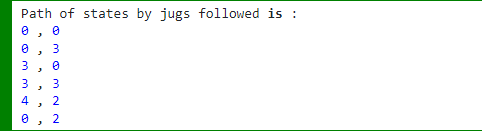 Path of states by jugs followed is :
0 , 0
0 , 3
3 , 0
3 , 3
4 , 2
0 , 2